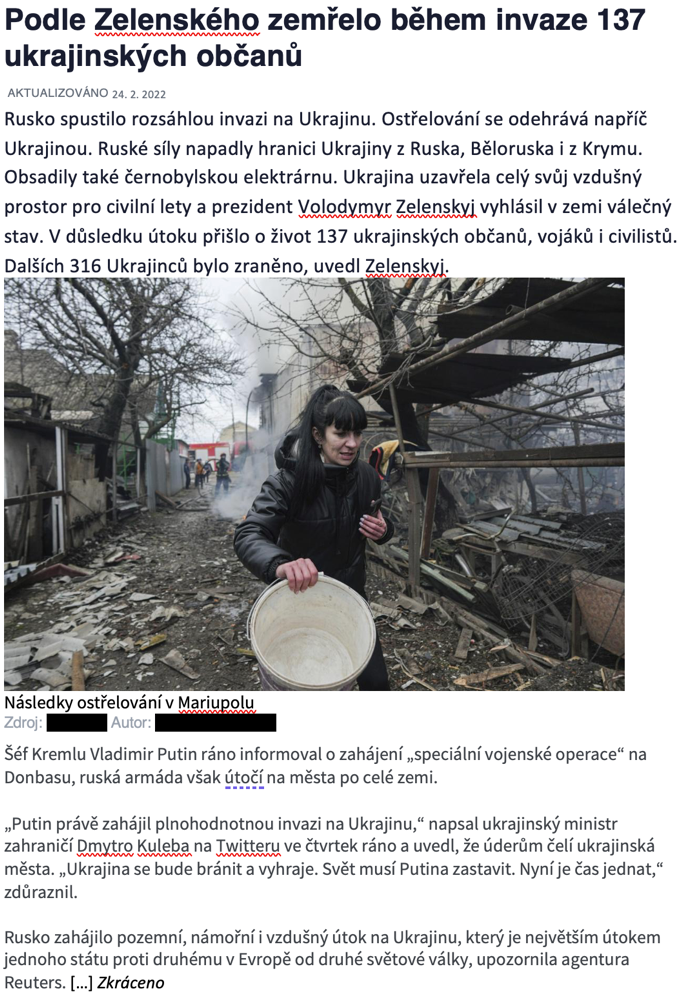 Podle Zelenského zemřelo během invaze 137
ukrajinských občanů
AKTUALIZOVÁNO 24. 2. 2022
Rusko spustilo rozsáhlou invazi na Ukrajinu. Ostřelování se odehrává napříč
Ukrajinou. Ruské síly napadly hranici Ukrajiny z Ruska, Běloruska i z Krymu.
Obsadily také černobylskou elektrárnu. Ukrajina uzavřela celý svůj vzdušný
prostor pro civilní lety a prezident Volodymyr Zelenskyj vyhlásil v zemi válečný
stav. V důsledku útoku přišlo o život 137 ukrajinských občanů, vojáků i civilistů.
Dalších 316 Ukrajinců bylo zraněno, uvedl Zelenskyj.
Následky ostřelování v Mariupolu
Zdroj: Autor:
Šéf Kremlu Vladimir Putin ráno informoval o zahájení „speciální vojenské operace“ na
Donbasu, ruská armáda však útočí na města po celé zemi.
„Putin právě zahájil plnohodnotnou invazi na Ukrajinu,“ napsal ukrajinský ministr
zahraničí Dmytro Kuleba na Twitteru ve čtvrtek ráno a uvedl, že úderům čelí ukrajinská
města. „Ukrajina se bude bránit a vyhraje. Svět musí Putina zastavit. Nyní je čas jednat,“
zdůraznil.
Rusko zahájilo pozemní, námořní i vzdušný útok na Ukrajinu, který je největším útokem
jednoho státu proti druhému v Evropě od druhé světové války, upozornila agentura
Reuters. [...] Zkráceno